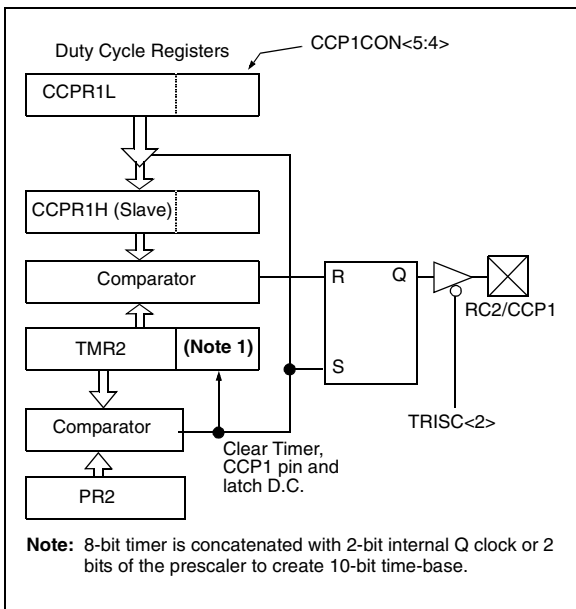 Duty Cycle Registers
CCP1CON<5:4>
CCPR1L
CCPR1H (Slave)
Comparator
R
Q
RC2/CCP1
TMR2
(Note 1)
S
TRISC<2>
Comparator
Clear Timer,
CCP1 pin and
latch D.C.
PR2
Note: 8-bit timer is concatenated with 2-bit internal Q clock or 2
bits of the prescaler to create 10-bit time-base.